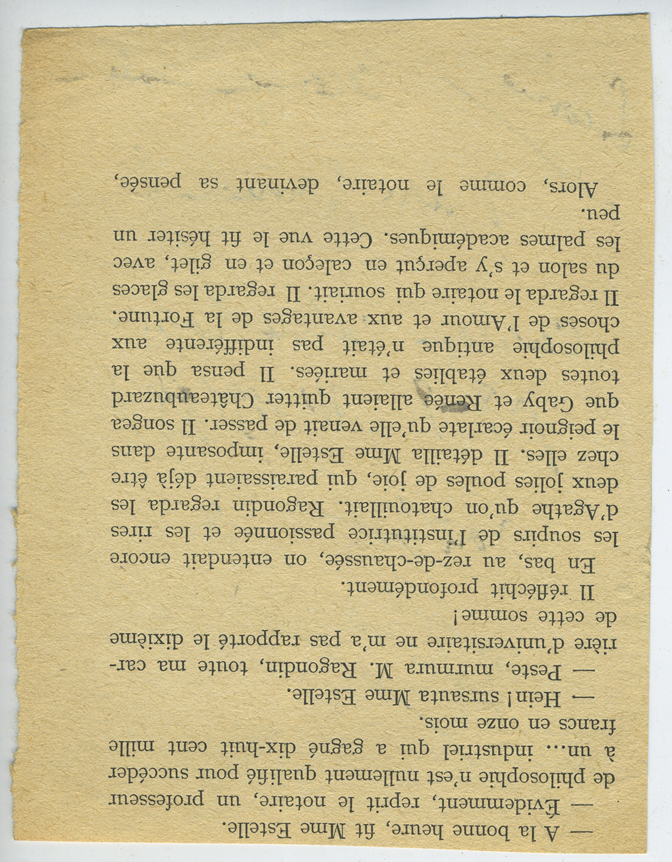 — A la bonne heure, fit Mme Estelle.
— Évidemment, reprit le notaire, un professeur
de philosophie n'est nullement qualifié pour succéder
à un... industriel qui a gagné dix-huit cent mille
francs en onze mois.
— Hein! sursauta Mme Estelle.
— Peste, murmura M. Ragondin, toute ma car-
rière d'universitaire ne m'a pas rapporté le dixième
de cette somme!
Il réfléchit profondément.
En bas, au rez-de-chaussée, on entendait encore
les soupirs de l'institutrice passionnée et les rires
d'Agathe qu'on chatouillait. Ragondin regarda les
deux jolies poules de joie, qui paraissaient déjà être
chez elles. Il détailla Mme Estelle, imposante dans
le peignoir écarlate qu'elle venait de passer. Il songea
que Gaby et Renée allaient quitter Châteaubuzard
toutes deux établies et mariées. Il pensa que la
philosophie antique n'était pas indifférente aux
choses de l'Amour et aux avantages de la Fortune.
Il regarda le notaire qui souriait. Il regarda les glaces
du salon et s'y aperçut en caleçon et en gilet, avec
les palmes académiques. Cette vue le fit hésiter un
peu.
Alors, comme le notaire, devinant sa pensée,